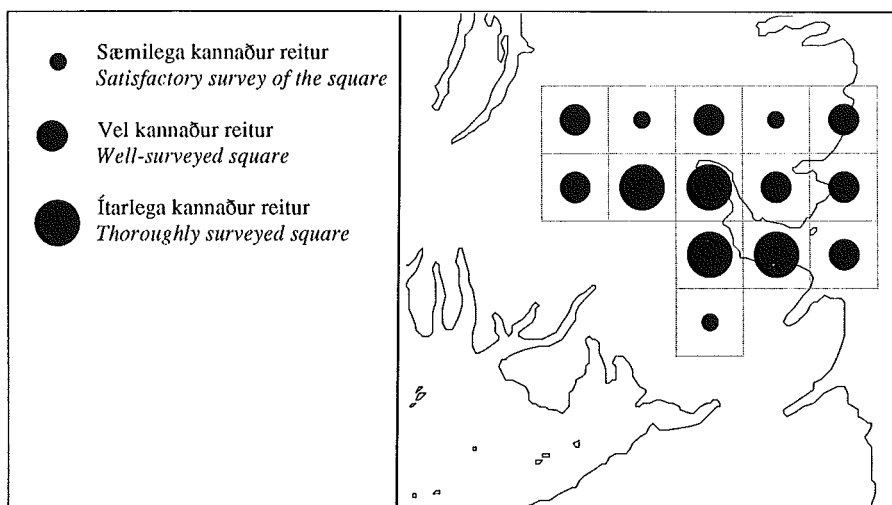 Sæmilega kannaður reitur
Satisfactory survey of the square
Vel kannaður reitur
Well-surveyed square
Ítarlega kannaður reitur
Thoroughly surveyed square